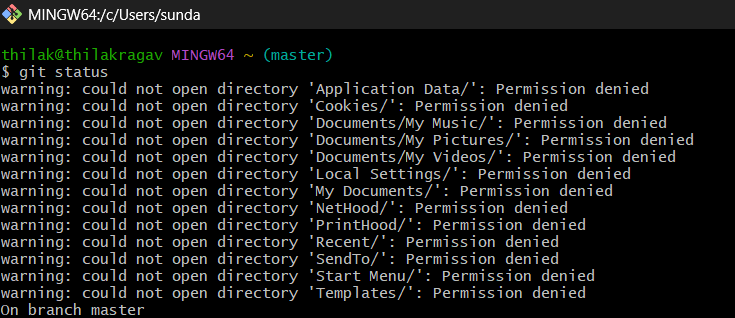 MINGW64:/c/Users/sunda
thilak@thilakragav MINGW64 ~ (master)
$ git status
warning: could not open directory 'Application Data/': Permission denied
warning: could not open directory 'Cookies/': Permission denied
warning: could not open directory 'Documents/My Music/': Permission denied
warning: could not open directory 'Documents/My Pictures/': Permission denied
warning: could not open directory 'Documents/My Videos/': Permission denied
warning: could not open directory 'Local Settings/': Permission denied
warning: could not open directory 'My Documents/': Permission denied
warning: could not open directory 'NetHood/': Permission denied
warning: could not open directory 'PrintHood/': Permission denied
warning: could not open directory 'Recent/': Permission denied
warning: could not open directory 'SendTo/': Permission denied
warning: could not open directory 'Start Menu/': Permission denied
warning: could not open directory 'Templates/': Permission denied
On branch master